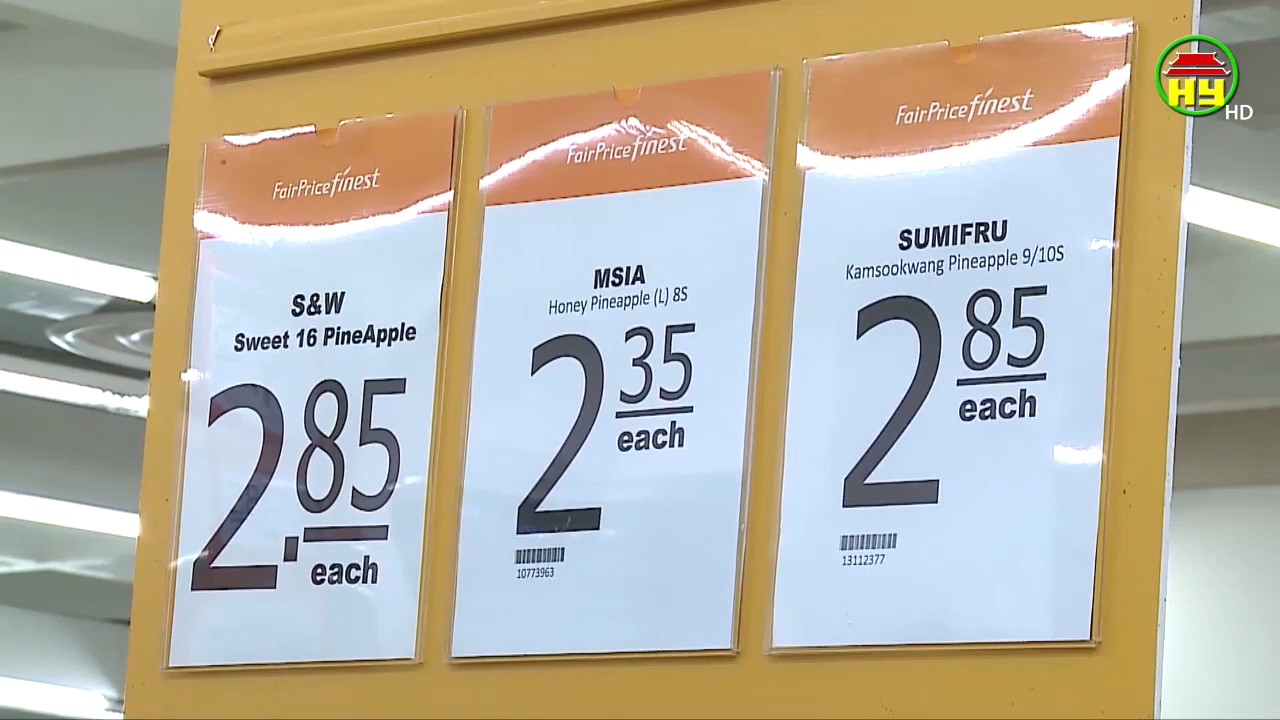 FairPrice finest
S&W
Sweet 16 PineApple
2.85
each
FairPrice finest
MSIA
Honey Pineapple (L) 8S
2 35
each
10773963
FairPrice finest
SUMIFRU
Kamsookwang Pineapple 9/10S
2 85
each
13112377
HY
HD